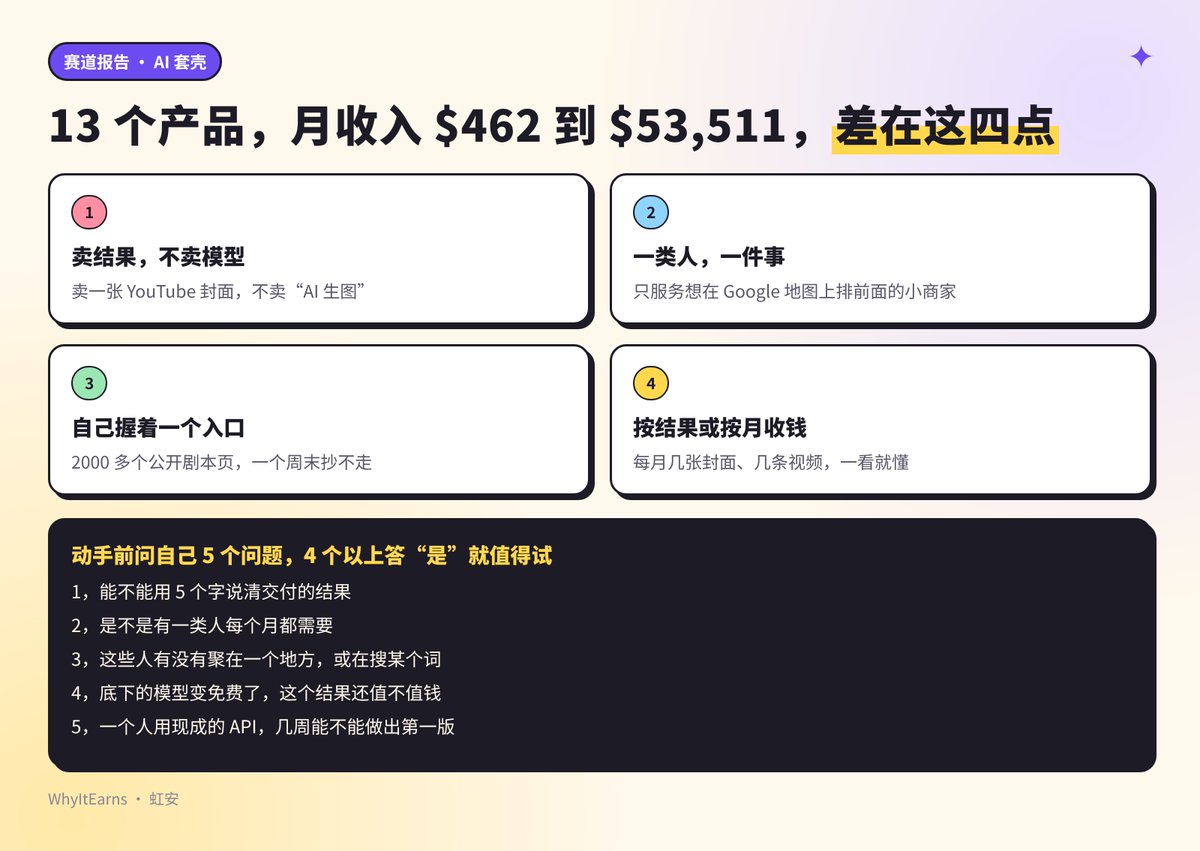 赛道报告 · AI 套壳
13 个产品，月收入 $462 到 $53,511，差在这四点
1
卖结果，不卖模型
卖一张 YouTube 封面，不卖“AI 生图”
2
一类人，一件事
只服务想在 Google 地图上排前面的小商家
3
自己握着一个入口
2000 多个公开剧本页，一个周末抄不走
4
按结果或按月收钱
每月几张封面、几条视频，一看就懂
动手前问自己 5 个问题，4 个以上答“是”就值得试
1，能不能用 5 个字说清交付的结果
2，是不是有一类人每个月都需要
3，这些人有没有聚在一个地方，或在搜某个词
4，底下的模型变免费了，这个结果还值不值钱
5，一个人用现成的 API，几周能不能做出第一版
WhyItEarns · 虹安